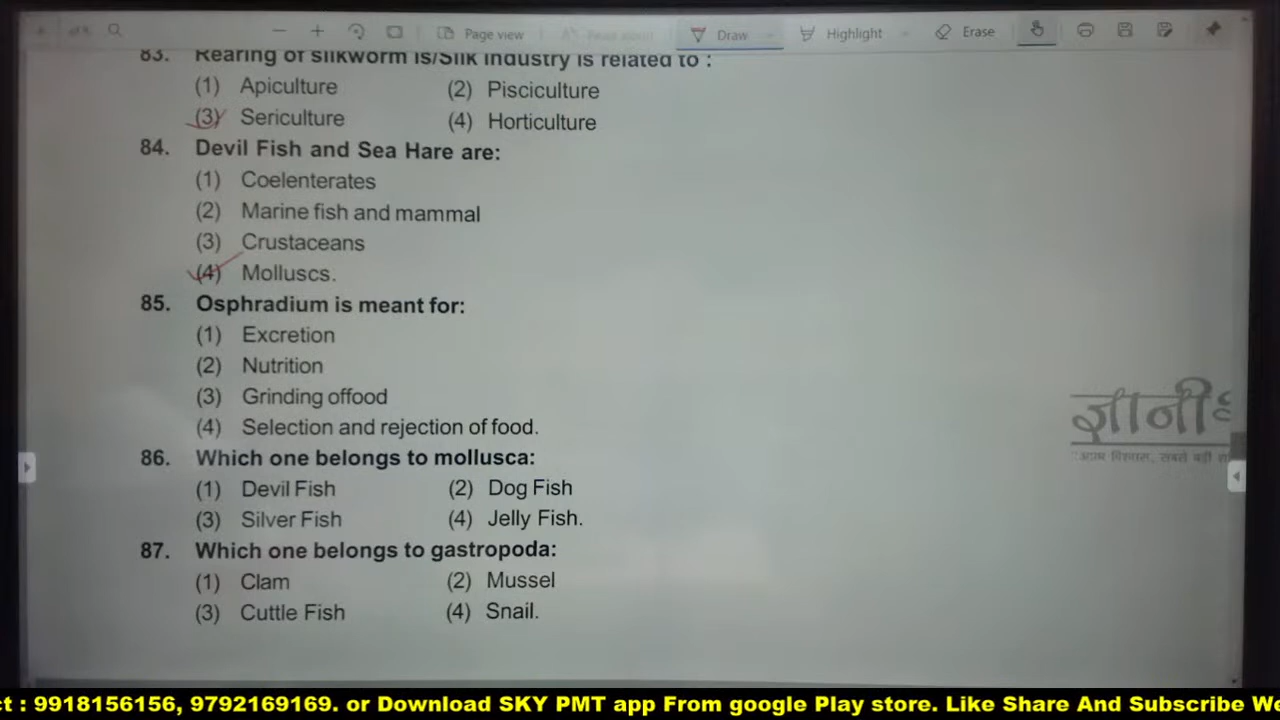 Page view
Draw
Highlight
Erase
83. Rearing of silkworm is/Silk industry is related to :
(1) Apiculture (2) Pisciculture
(3) Sericulture (4) Horticulture
84. Devil Fish and Sea Hare are:
(1) Coelenterates
(2) Marine fish and mammal
(3) Crustaceans
(4) Molluscs.
85. Osphradium is meant for:
(1) Excretion
(2) Nutrition
(3) Grinding offood
(4) Selection and rejection of food.
86. Which one belongs to mollusca:
(1) Devil Fish (2) Dog Fish
(3) Silver Fish (4) Jelly Fish.
87. Which one belongs to gastropoda:
(1) Clam (2) Mussel
(3) Cuttle Fish (4) Snail.
ct : 9918156156, 9792169169. or Download SKY PMT app From google Play store. Like Share And Subscribe We